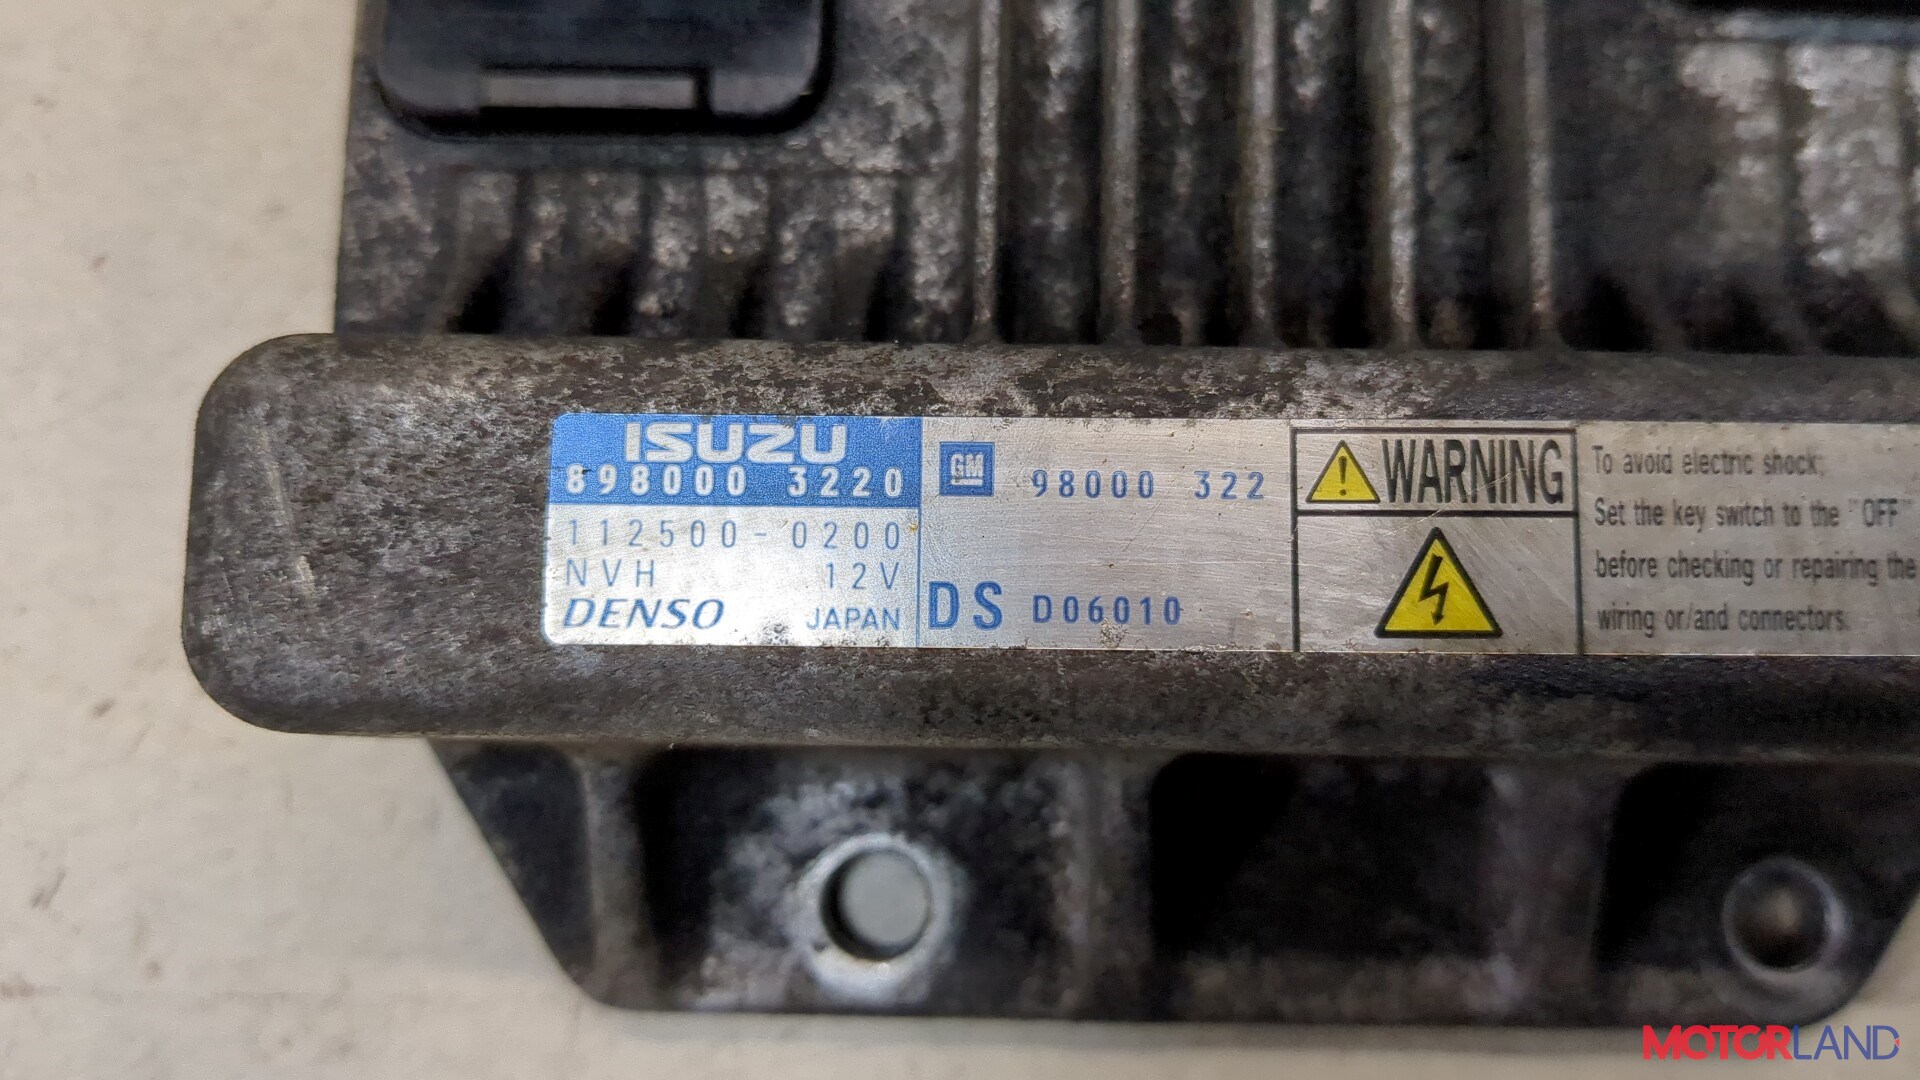 ISUZU
898000 3220
112500-0200
NVH 12V
DENSO JAPAN
GM 98000 322
DS D06010
WARNING
To avoid electric shock;
Set the key switch to the "OFF"
before checking or repairing the
wiring or/and connectors.
MOTORLAND